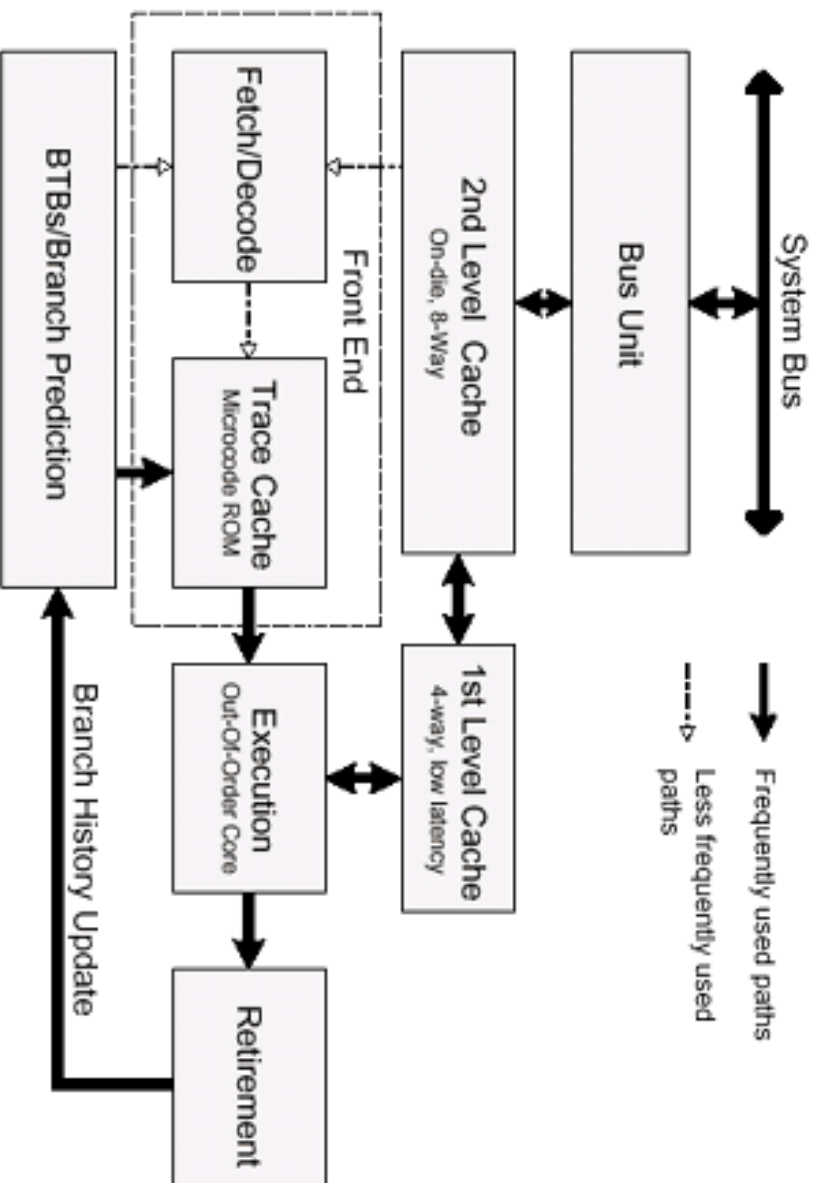 System Bus
Frequently used paths
Less frequently used
paths
Bus Unit
2nd Level Cache
On-die, 8-Way
1st Level Cache
4-way, low latency
Front End
Fetch/Decode
Trace Cache
Microcode ROM
Execution
Out-Of-Order Core
Retirement
BTBs/Branch Prediction
Branch History Update